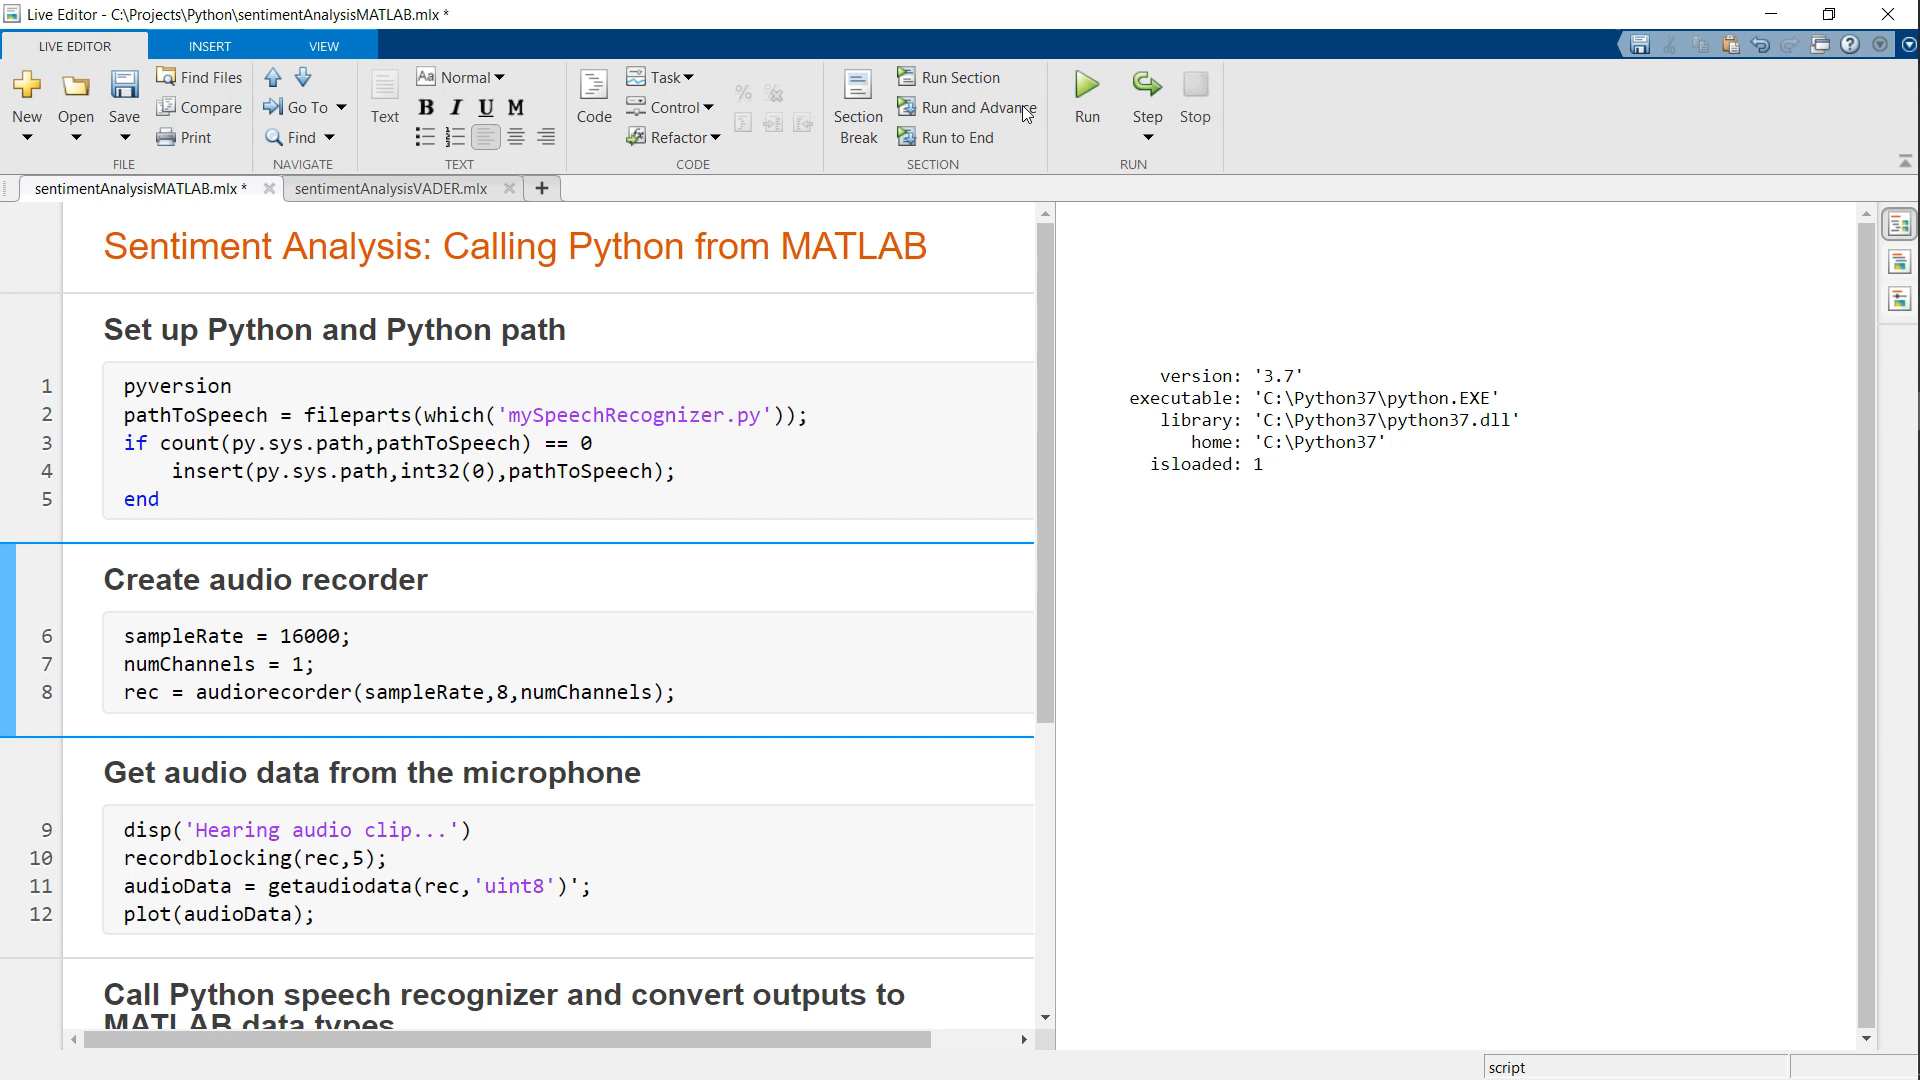 Live Editor - C:\Projects\Python\sentimentAnalysisMATLAB.mlx *
LIVE EDITOR INSERT VIEW
New
Open
Save
Find Files
Compare
Print
FILE
Go To
Find
NAVIGATE
Text
Aa Normal
B I U M
TEXT
Code
Task
Control
Refactor
CODE
Section
Break
Run Section
Run and Advance
Run to End
SECTION
Run
Step
Stop
RUN
sentimentAnalysisMATLAB.mlx * sentimentAnalysisVADER.mlx
Sentiment Analysis: Calling Python from MATLAB
Set up Python and Python path
1 pyversion
2 pathToSpeech = fileparts(which('mySpeechRecognizer.py'));
3 if count(py.sys.path,pathToSpeech) == 0
4 insert(py.sys.path,int32(0),pathToSpeech);
5 end
Create audio recorder
6 sampleRate = 16000;
7 numChannels = 1;
8 rec = audiorecorder(sampleRate,8,numChannels);
Get audio data from the microphone
9 disp('Hearing audio clip...')
10 recordblocking(rec,5);
11 audioData = getaudiodata(rec,'uint8')';
12 plot(audioData);
Call Python speech recognizer and convert outputs to
MATLAB data types
version: '3.7'
executable: 'C:\Python37\python.EXE'
library: 'C:\Python37\python37.dll'
home: 'C:\Python37'
isloaded: 1
script